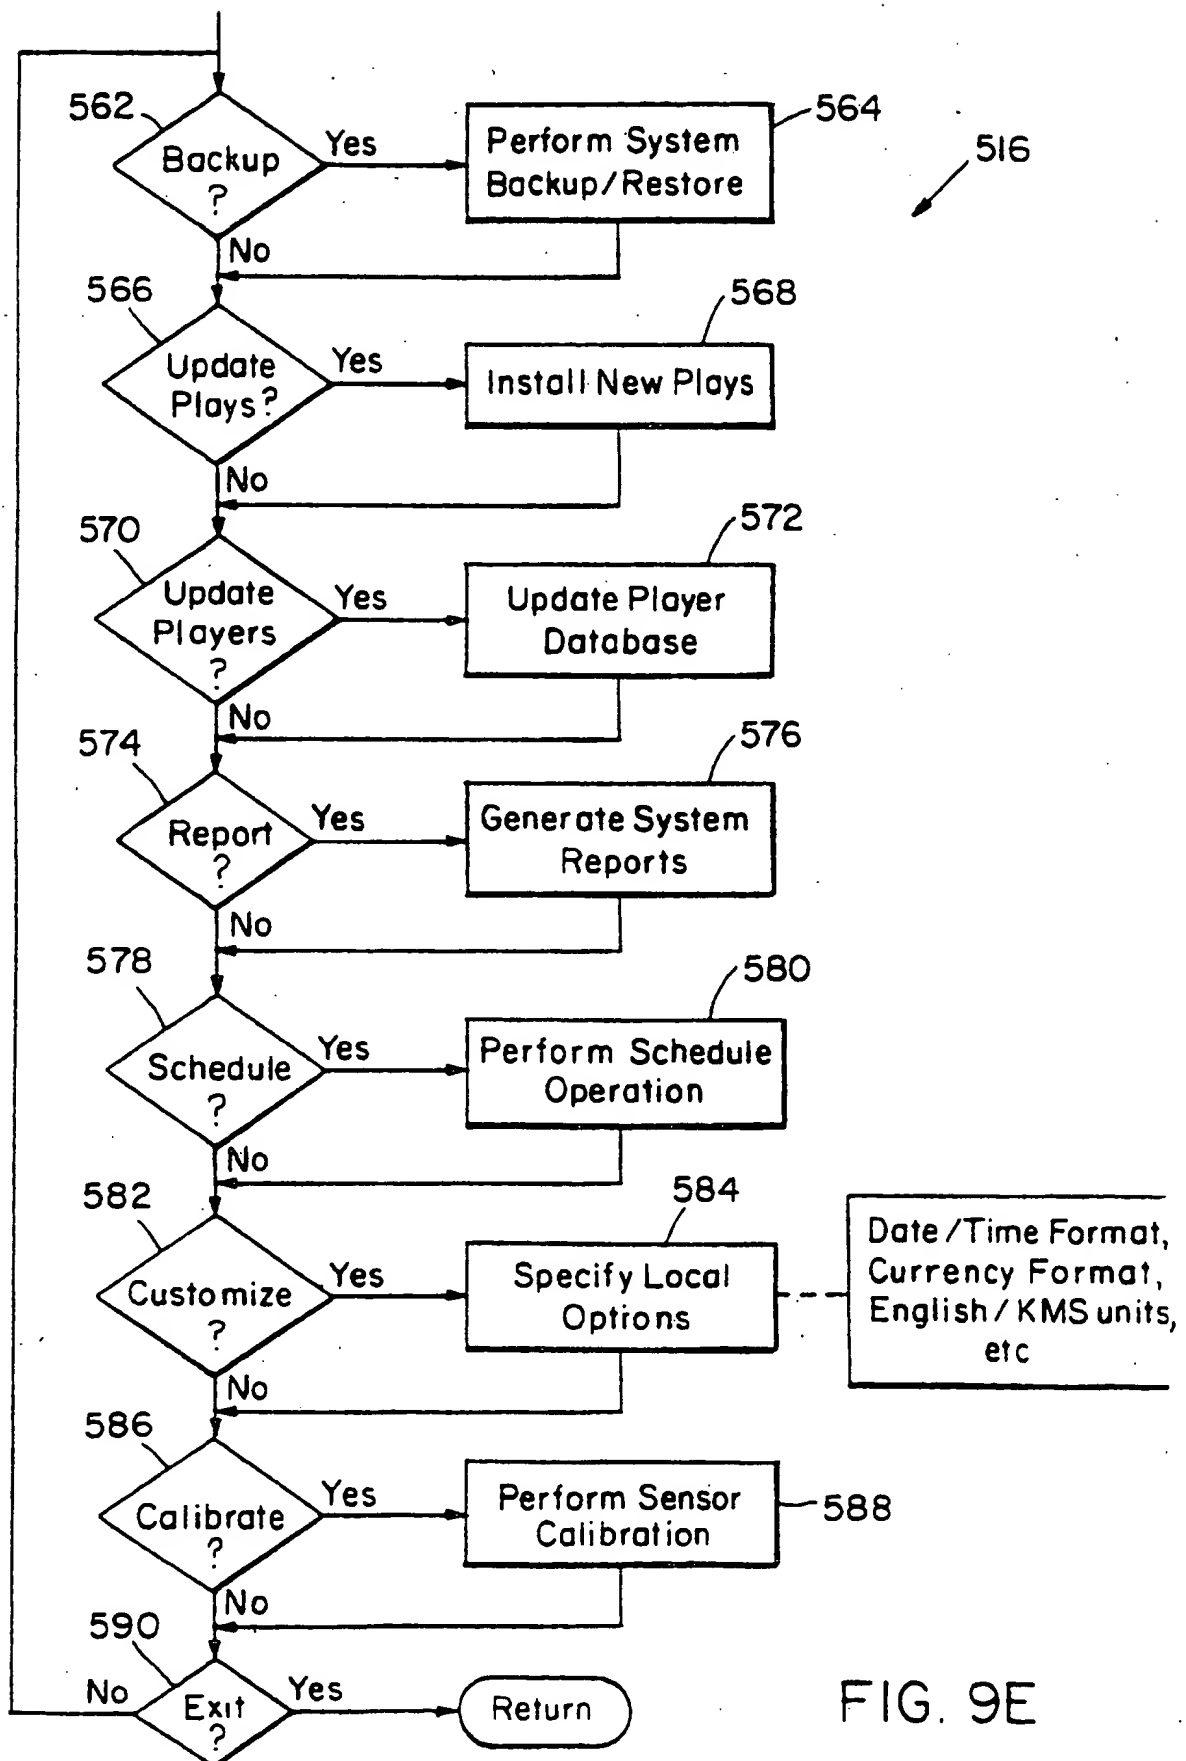 562
Backup
?
Yes
No
Perform System
Backup/Restore
564
516
566
Update
Plays?
Yes
No
Install New Plays
568
570
Update
Players
?
Yes
No
Update Player
Database
572
574
Report
?
Yes
No
Generate System
Reports
576
578
Schedule
?
Yes
No
Perform Schedule
Operation
580
582
Customize
?
Yes
No
Specify Local
Options
584
Date/Time Format,
Currency Format,
English/KMS units,
etc
586
Calibrate
?
Yes
No
Perform Sensor
Calibration
588
590
Exit
?
No
Yes
Return
FIG. 9E